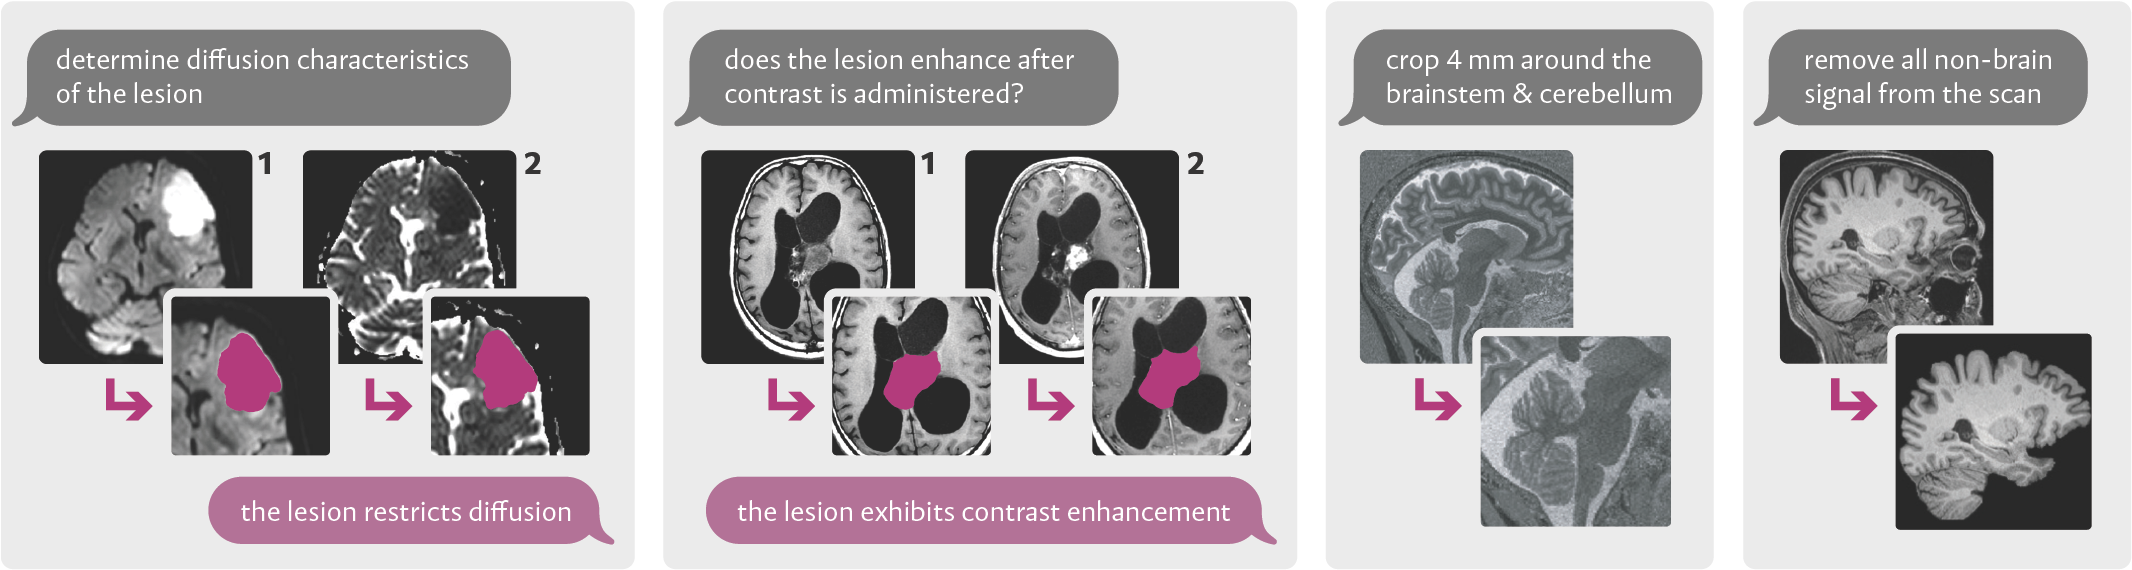 determine diffusion characteristics
of the lesion
1
2
the lesion restricts diffusion
does the lesion enhance after
contrast is administered?
1
2
the lesion exhibits contrast enhancement
crop 4 mm around the
brainstem & cerebellum
remove all non-brain
signal from the scan